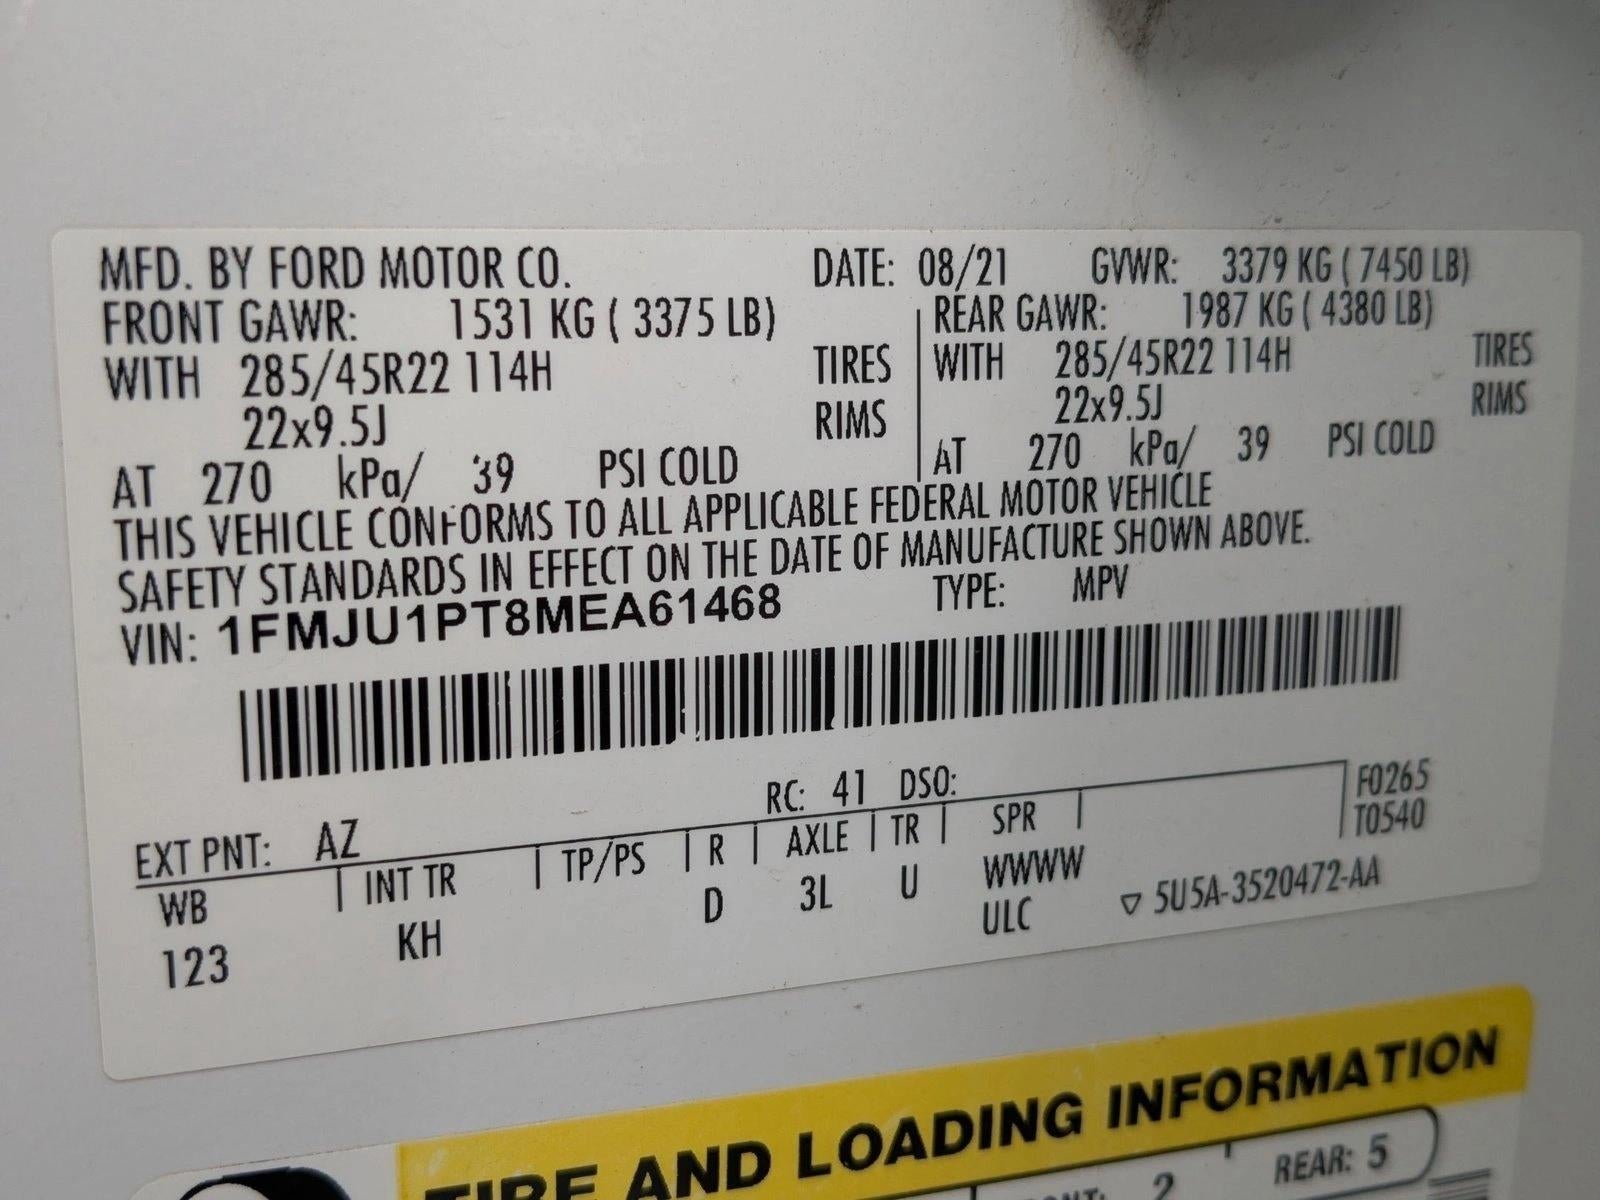 MFD. BY FORD MOTOR CO. DATE: 08/21 GVWR: 3379 KG ( 7450 LB)
FRONT GAWR: 1531 KG ( 3375 LB) REAR GAWR: 1987 KG ( 4380 LB)
WITH 285/45R22 114H TIRES WITH 285/45R22 114H TIRES
22x9.5J RIMS 22x9.5J RIMS
AT 270 kPa/ 39 PSI COLD AT 270 kPa/ 39 PSI COLD
THIS VEHICLE CONFORMS TO ALL APPLICABLE FEDERAL MOTOR VEHICLE
SAFETY STANDARDS IN EFFECT ON THE DATE OF MANUFACTURE SHOWN ABOVE.
VIN: 1FMJU1PT8MEA61468 TYPE: MPV
EXT PNT: AZ RC: 41 DSO: F0265
WB INT TR TP/PS R AXLE TR SPR T0540
123 KH D 3L U WWWW
ULC ▽ 5U5A-3520472-AA
TIRE AND LOADING INFORMATION
2 REAR: 5